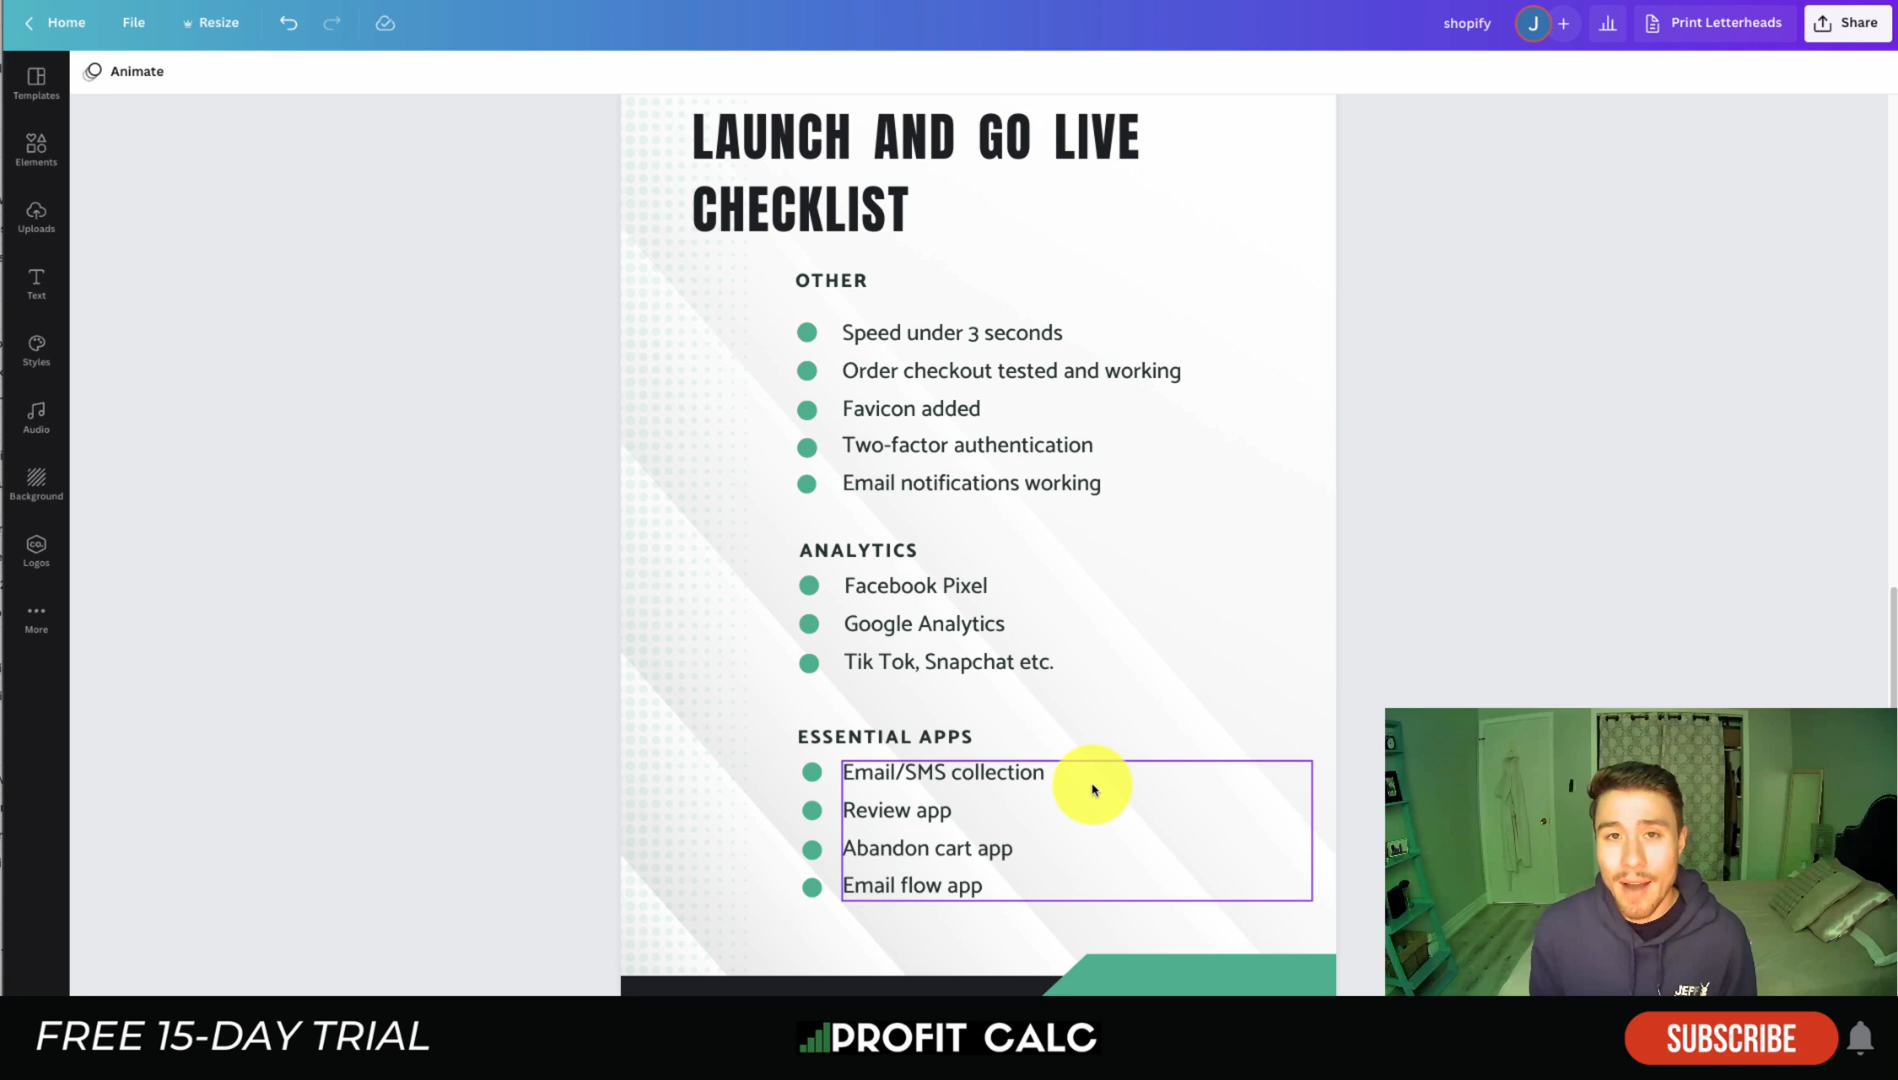 Home File Resize shopify J Print Letterheads Share
Animate
Templates
Elements
Uploads
Text
Styles
Audio
Background
CO.
Logos
More
LAUNCH AND GO LIVE
CHECKLIST
OTHER
Speed under 3 seconds
Order checkout tested and working
Favicon added
Two-factor authentication
Email notifications working
ANALYTICS
Facebook Pixel
Google Analytics
Tik Tok, Snapchat etc.
ESSENTIAL APPS
Email/SMS collection
Review app
Abandon cart app
Email flow app
JEFF
FREE 15-DAY TRIAL
PROFIT CALC
SUBSCRIBE